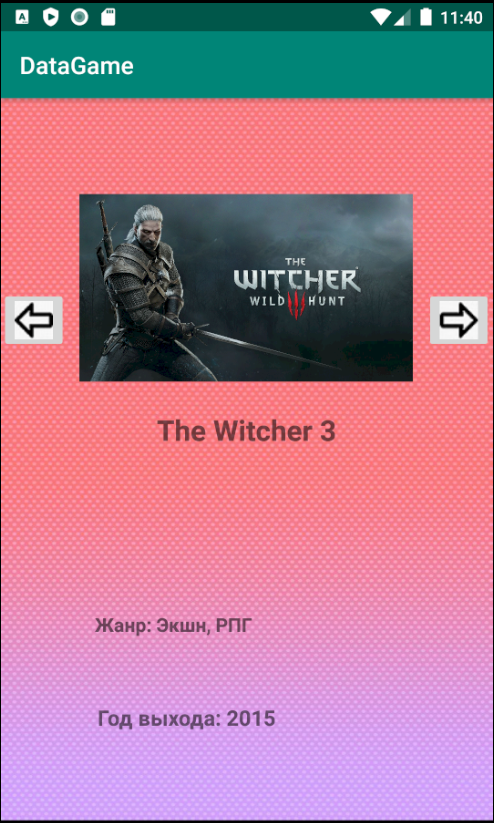 11:40
DataGame
THE
WITCHER
WILD HUNT
The Witcher 3
Жанр: Экшн, РПГ
Год выхода: 2015